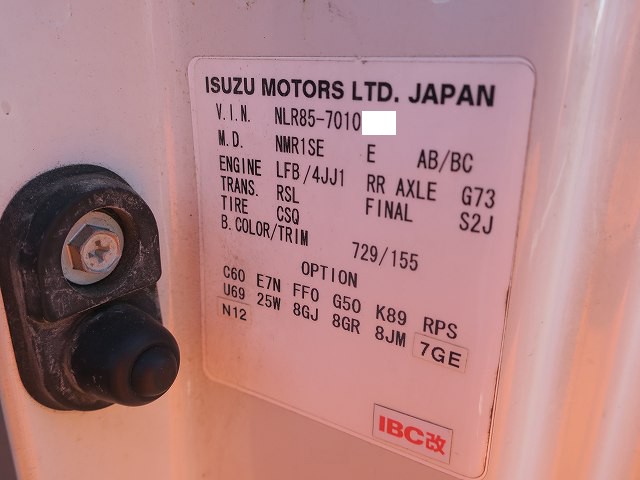 ISUZU MOTORS LTD. JAPAN
V.I.N. NLR85-7010
M.D. NMR1SE E AB/BC
ENGINE LFB/4JJ1 RR AXLE G73
TRANS. RSL FINAL S2J
TIRE CSQ
B.COLOR/TRIM 729/155
OPTION
C60 E7N FF0 G50 K89 RPS
U69 25W 8GJ 8GR 8JM 7GE
N12
IBC改